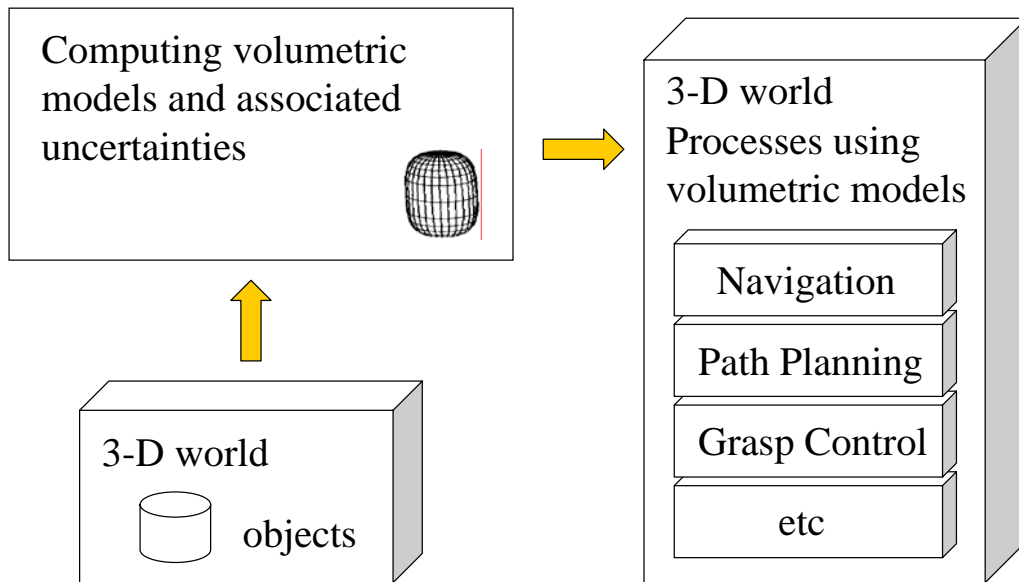 Computing volumetric
models and associated
uncertainties
3-D world
Processes using
volumetric models
Navigation
Path Planning
Grasp Control
etc
3-D world
objects